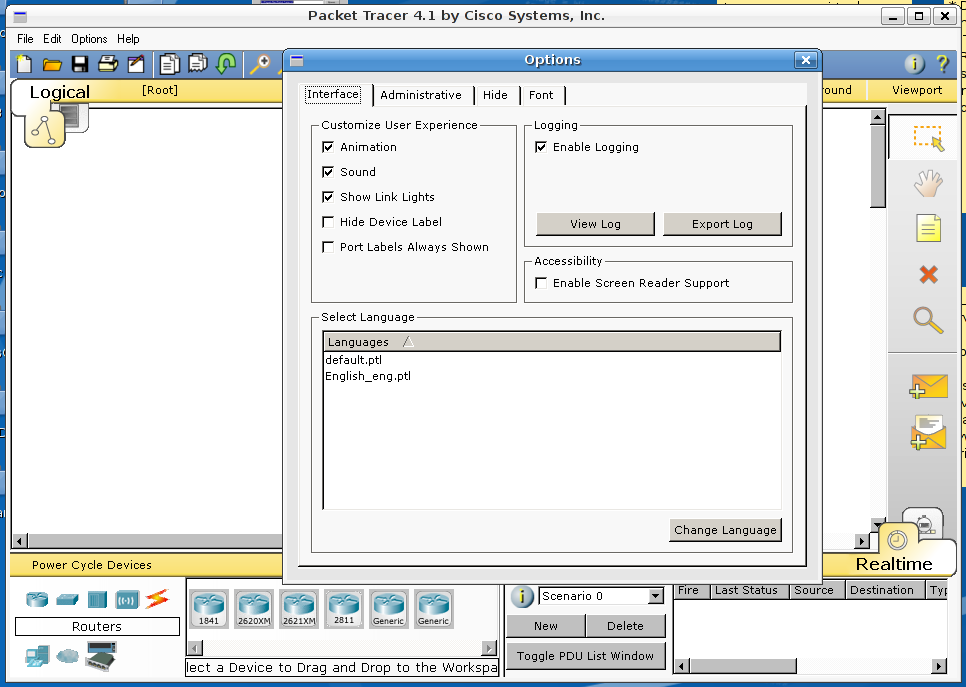 Packet Tracer 4.1 by Cisco Systems, Inc.
File Edit Options Help
Options
Logical
[Root]
Viewport
Interface Administrative Hide Font
Customize User Experience
Animation
Sound
Show Link Lights
Hide Device Label
Port Labels Always Shown
Logging
Enable Logging
View Log Export Log
Accessibility
Enable Screen Reader Support
Select Language
Languages
default.ptl
English_eng.ptl
Change Language
Power Cycle Devices
Realtime
Routers
1841 2620XM 2621XM 2811 Generic Generic
lect a Device to Drag and Drop to the Workspa
Scenario 0
New Delete
Toggle PDU List Window
Fire Last Status Source Destination Typ